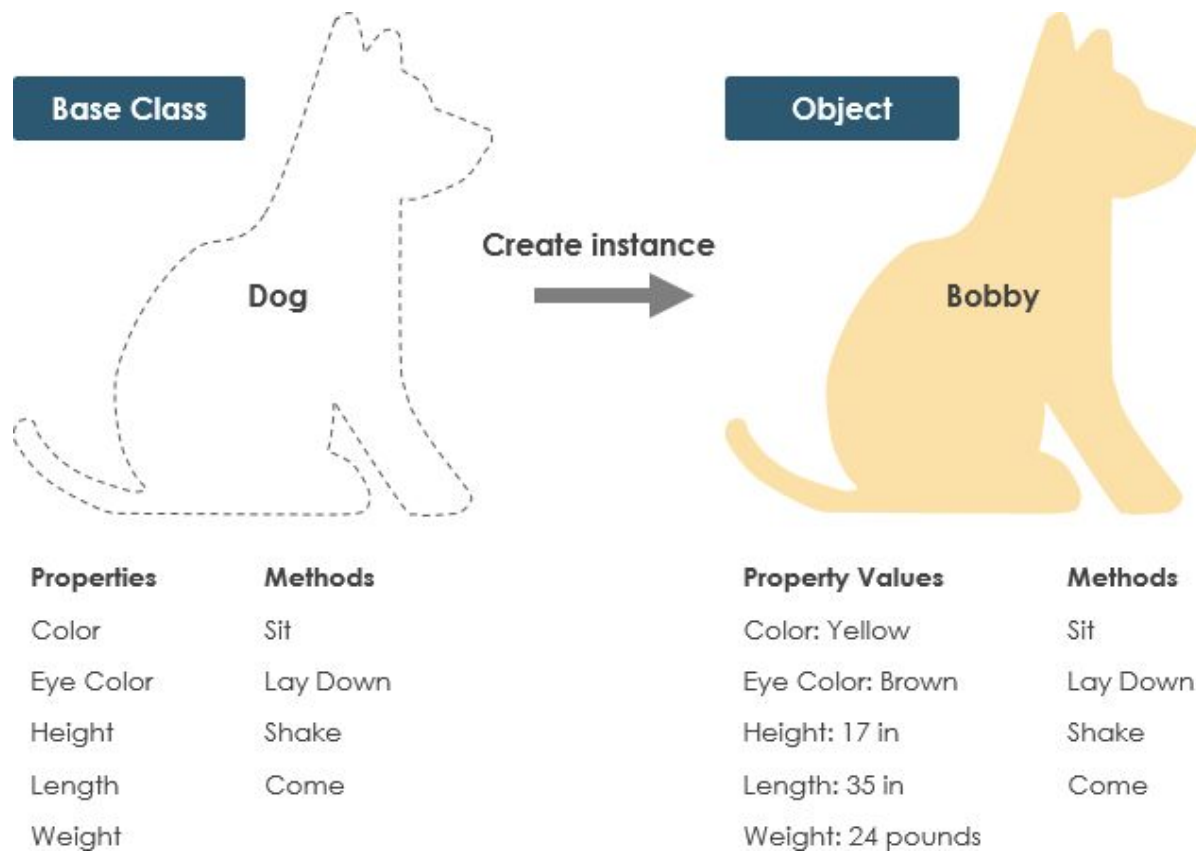 Base Class
Object
Create instance
Dog
Bobby
Properties Methods
Color Sit
Eye Color Lay Down
Height Shake
Length Come
Weight
Property Values Methods
Color: Yellow Sit
Eye Color: Brown Lay Down
Height: 17 in Shake
Length: 35 in Come
Weight: 24 pounds